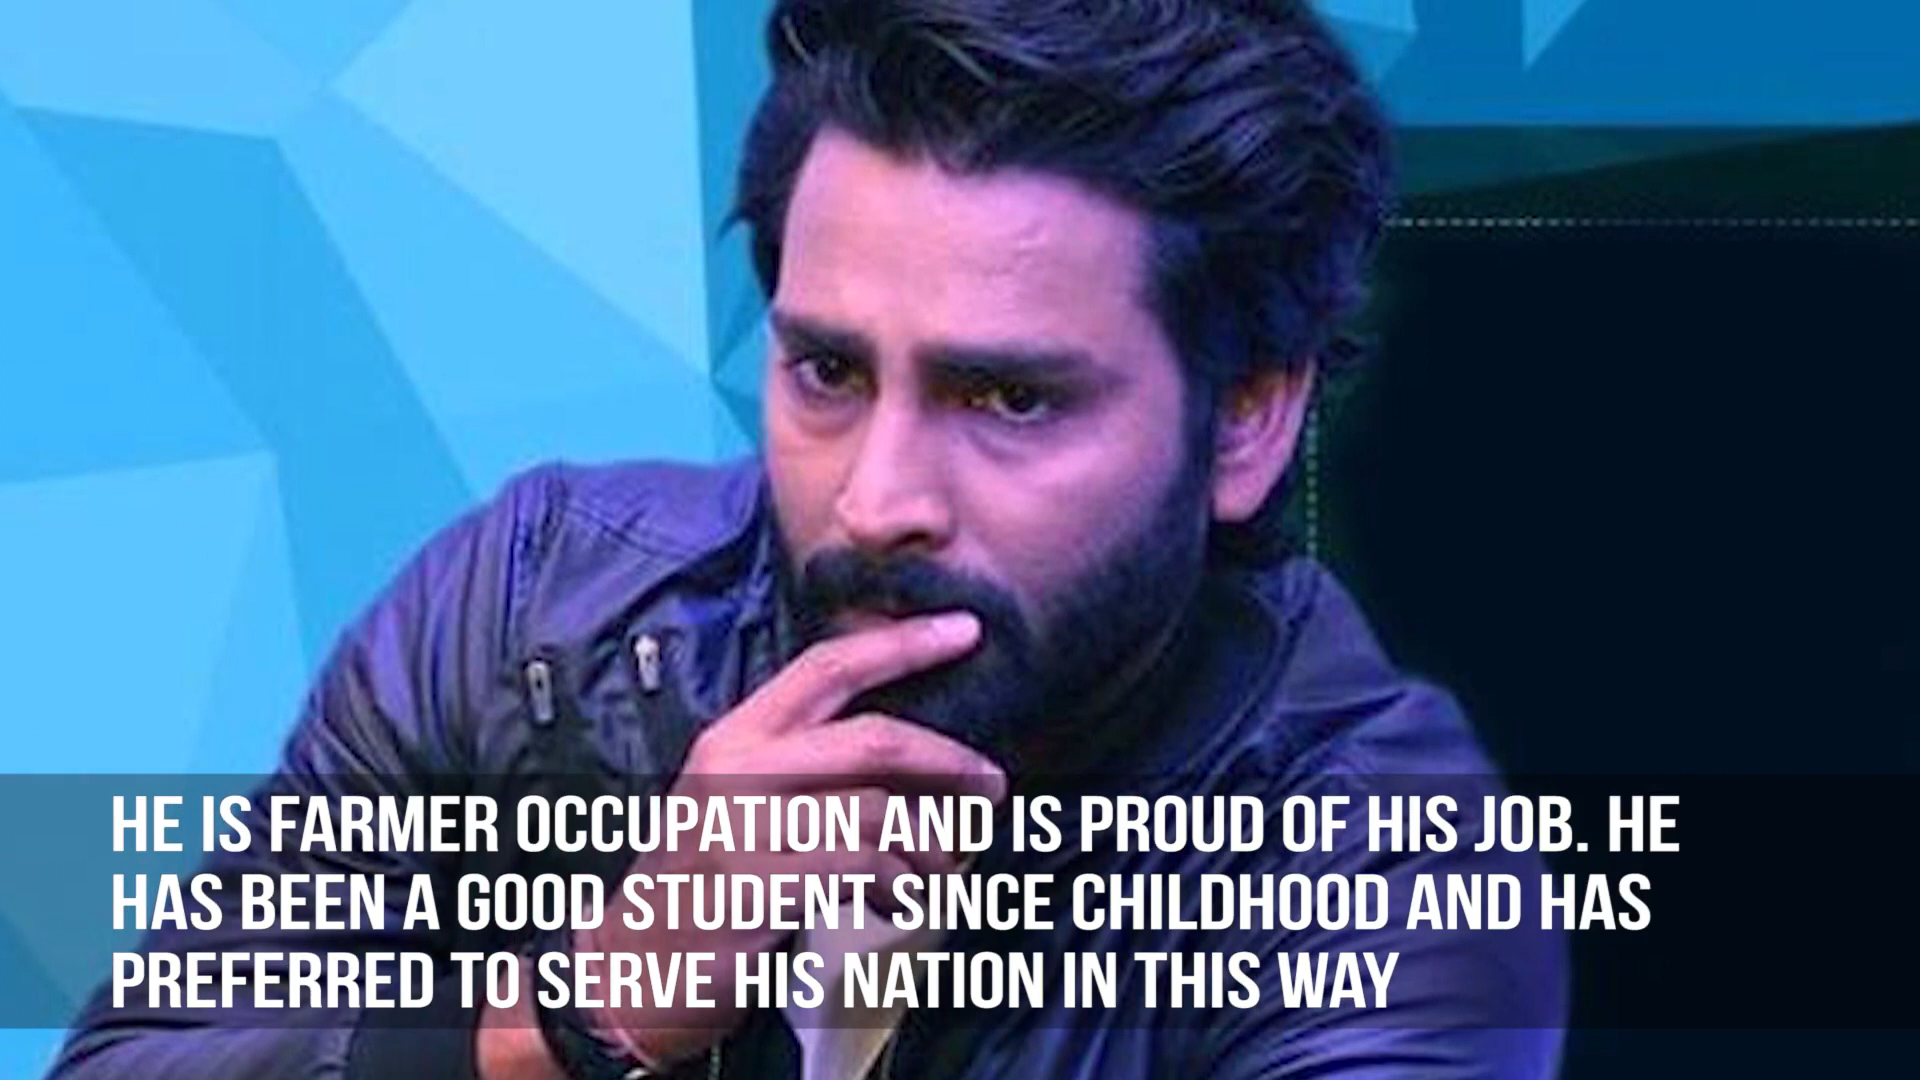 HE IS FARMER OCCUPATION AND IS PROUD OF HIS JOB. HE
HAS BEEN A GOOD STUDENT SINCE CHILDHOOD AND HAS
PREFERRED TO SERVE HIS NATION IN THIS WAY